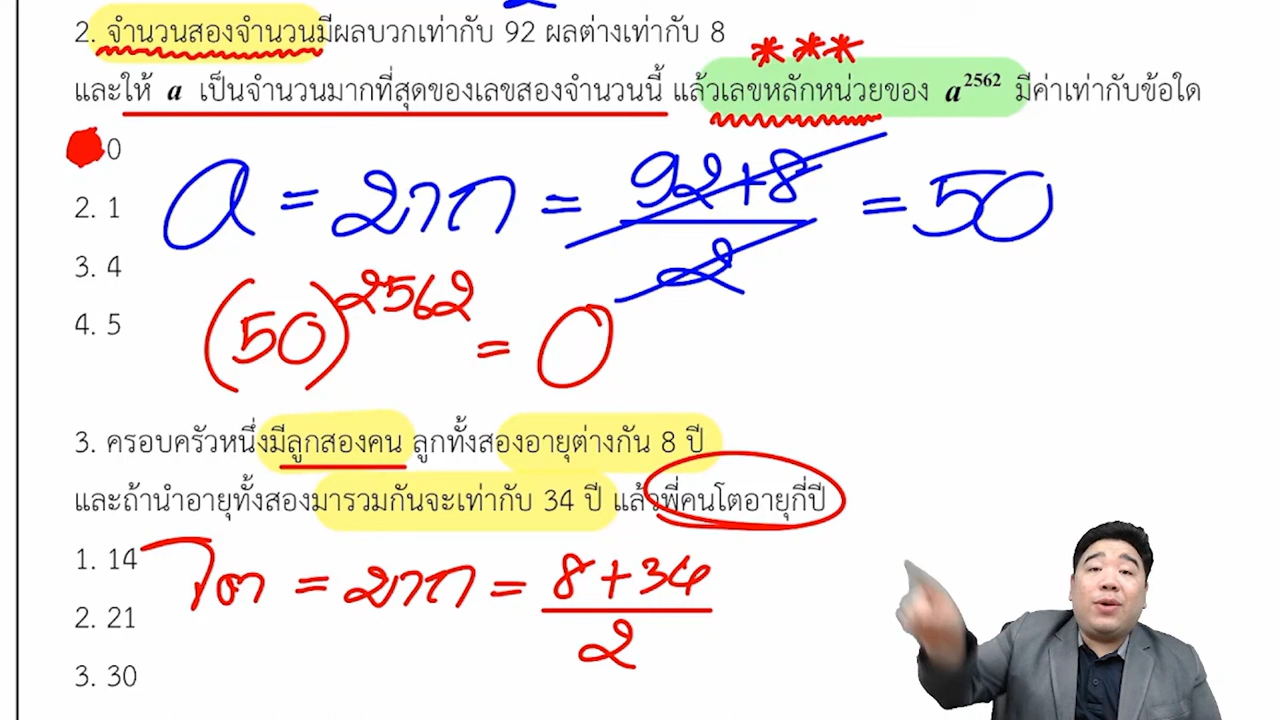 2. จำนวนสองจำนวนมีผลบวกเท่ากับ 92 ผลต่างเท่ากับ 8
และให้ a เป็นจำนวนมากที่สุดของเลขสองจำนวนนี้ แล้วเลขหลักหน่วยของ a²⁵⁶² มีค่าเท่ากับข้อใด
0
2. 1
3. 4
4. 5
a = มาก = 92+8 / 2 = 50
(50)²⁵⁶² = 0
3. ครอบครัวหนึ่งมีลูกสองคน ลูกทั้งสองอายุต่างกัน 8 ปี
และถ้านำอายุทั้งสองมารวมกันจะเท่ากับ 34 ปี แล้วพี่คนโตอายุกี่ปี
1. 14
2. 21
3. 30
โต = มาก = 8+34 / 2